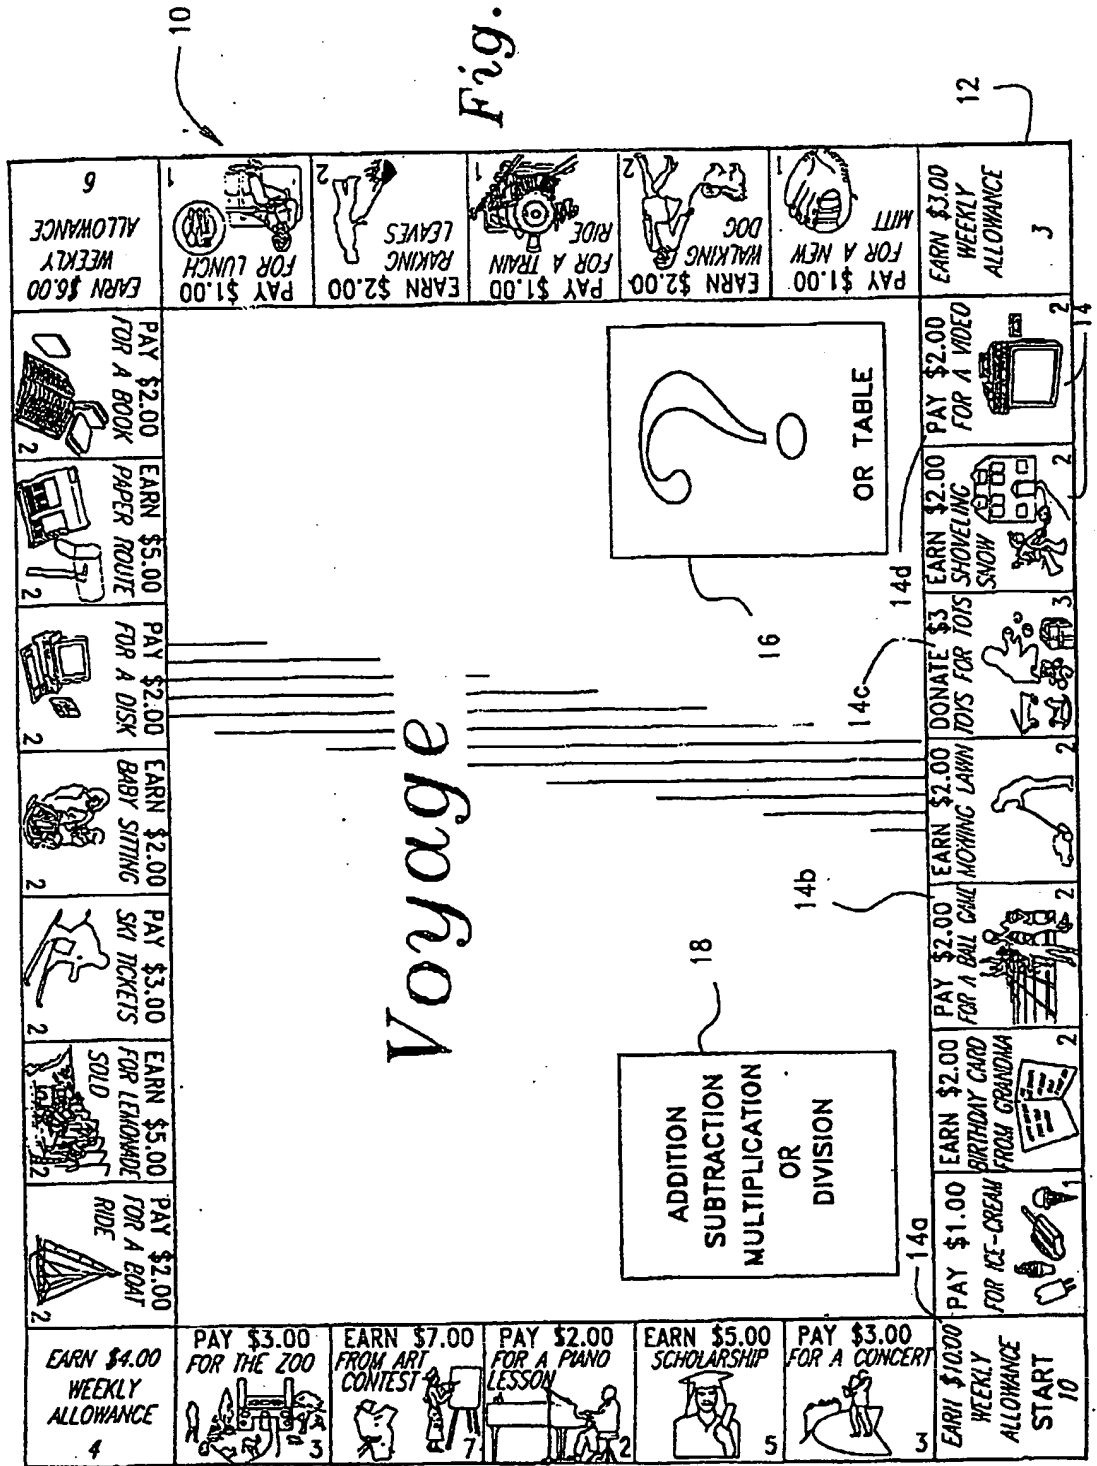 10
Fig.
12
6
EARN $6.00
WEEKLY
ALLOWANCE
PAY $1.00
FOR LUNCH
1
EARN $2.00
RAKING
LEAVES
2
PAY $1.00
FOR A TRAIN
RIDE
1
EARN $2.00
WALKING
DOG
2
PAY $1.00
FOR A NEW
MITT
1
EARN $3.00
WEEKLY
ALLOWANCE
3
PAY $2.00
FOR A VIDEO
2
14
EARN $2.00
SHOVELING
SNOW
2
DONATE $3
TOYS FOR TOTS
3
EARN $2.00
MOWING LAWN
2
PAY $2.00
FOR A BALL GAME
2
EARN $2.00
BIRTHDAY CARD
FROM GRANDMA
2
PAY $1.00
FOR ICE-CREAM
1
EARN $10.00
WEEKLY
ALLOWANCE
START
10
PAY $3.00
FOR A CONCERT
3
EARN $5.00
SCHOLARSHIP
5
PAY $2.00
FOR A PIANO
LESSON
2
EARN $7.00
FROM ART
CONTEST
7
PAY $3.00
FOR THE ZOO
3
EARN $4.00
WEEKLY
ALLOWANCE
4
PAY $2.00
FOR A BOAT
RIDE
2
EARN $5.00
FOR LEMONADE
SOLD
2
PAY $3.00
SKI TICKETS
2
EARN $2.00
BABY SITTING
2
PAY $2.00
FOR A DISK
2
EARN $5.00
PAPER ROUTE
2
PAY $2.00
FOR A BOOK
2
Voyage
?
OR TABLE
16
ADDITION
SUBTRACTION
MULTIPLICATION
OR
DIVISION
18
14a
14b
14c
14d